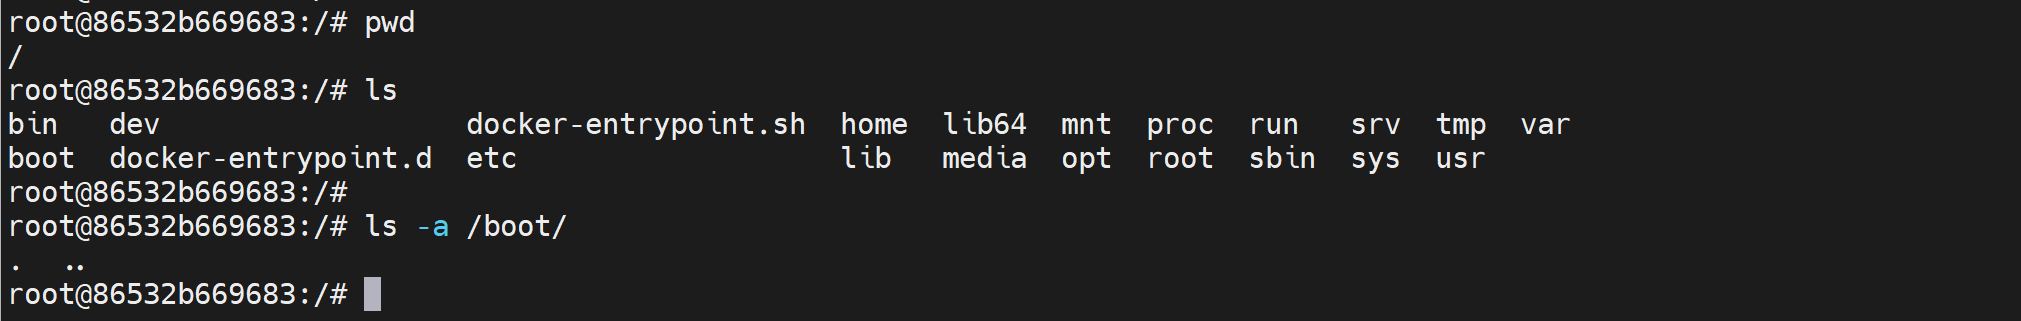 root@86532b669683:/# pwd
/
root@86532b669683:/# ls
bin   dev                  docker-entrypoint.sh  home  lib64  mnt  proc  run   srv  tmp  var
boot  docker-entrypoint.d  etc                   lib   media  opt  root  sbin  sys  usr
root@86532b669683:/#
root@86532b669683:/# ls -a /boot/
.  ..
root@86532b669683:/#